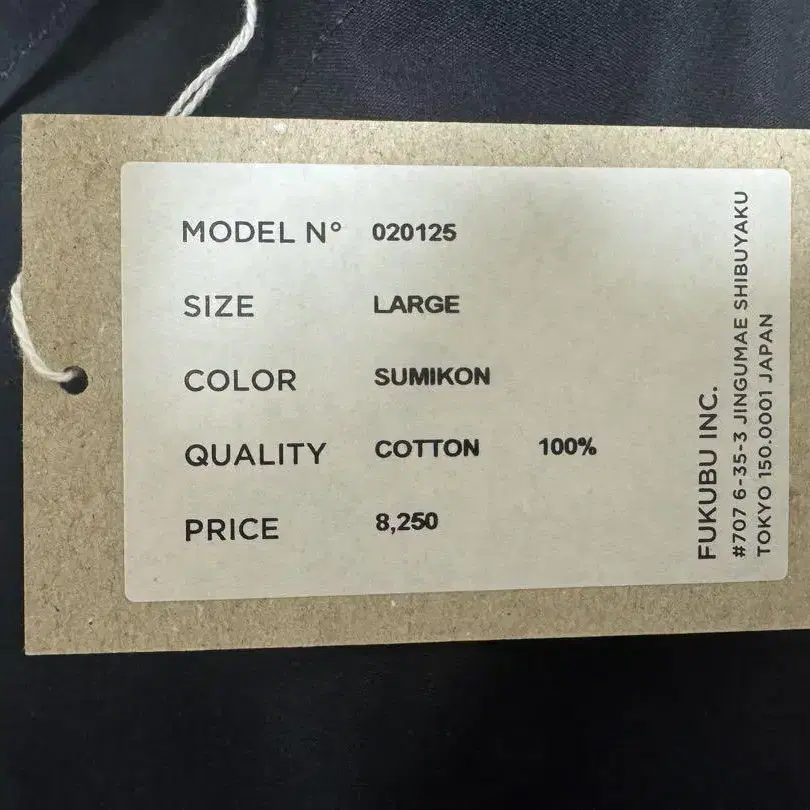 MODEL N° 020125
SIZE LARGE
COLOR SUMIKON
QUALITY COTTON 100%
PRICE 8,250
FUKUBU INC.
#707 6-35-3 JINGUMAE SHIBUYAKU
TOKYO 150.0001 JAPAN